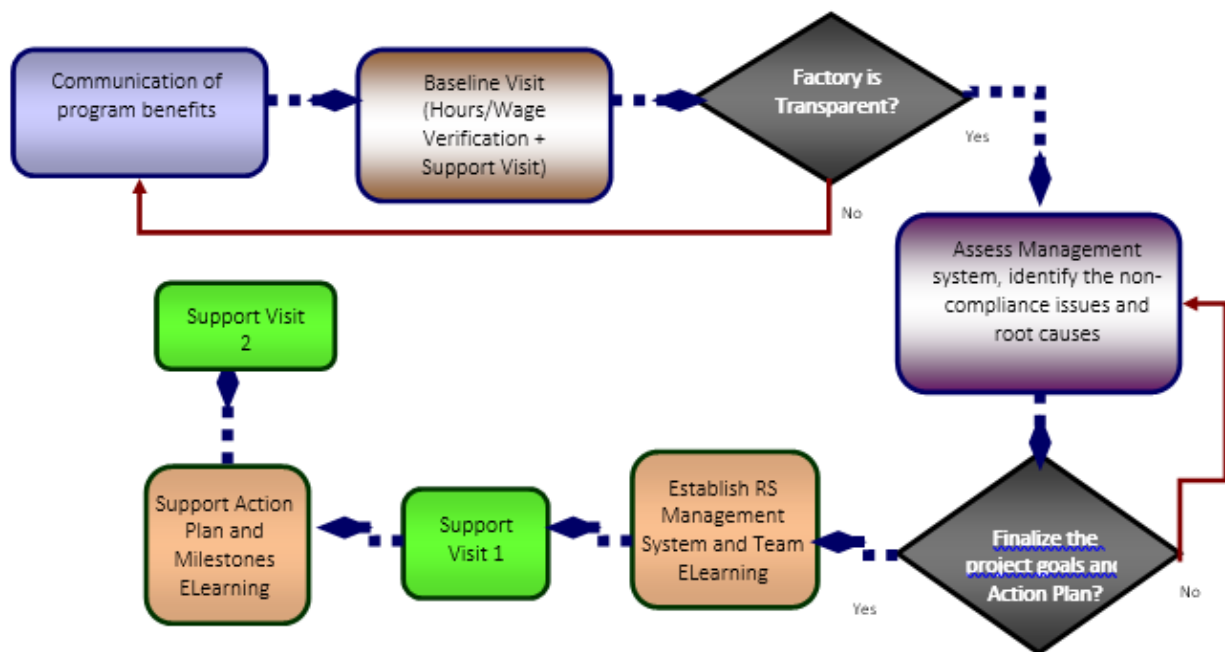 Communication of
program benefits
Baseline Visit
(Hours/Wage
Verification +
Support Visit)
Factory is
Transparent?
Yes
No
Assess Management
system, identify the non-
compliance issues and
root causes
Support Visit
2
Support Action
Plan and
Milestones
ELearning
Support
Visit 1
Establish RS
Management
System and Team
ELearning
Yes
Finalize the
project goals and
Action Plan?
No